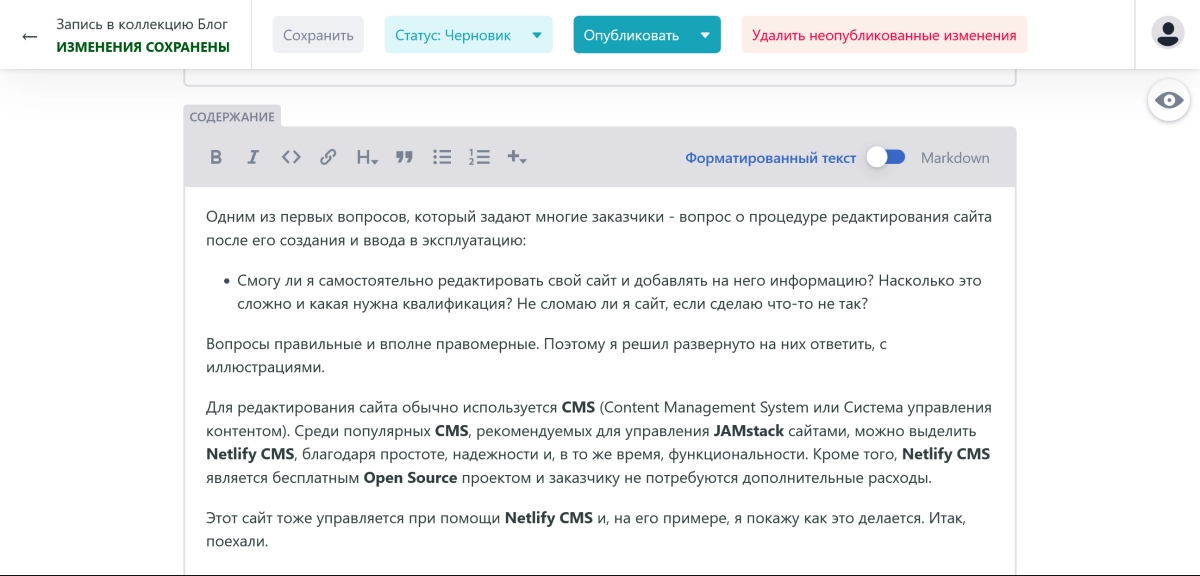 ← Запись в коллекцию Блог
ИЗМЕНЕНИЯ СОХРАНЕНЫ
Сохранить
Статус: Черновик
Опубликовать
Удалить неопубликованные изменения
СОДЕРЖАНИЕ
B I <> H
Форматированный текст
Markdown
Одним из первых вопросов, который задают многие заказчики - вопрос о процедуре редактирования сайта
после его создания и ввода в эксплуатацию:
• Смогу ли я самостоятельно редактировать свой сайт и добавлять на него информацию? Насколько это
сложно и какая нужна квалификация? Не сломаю ли я сайт, если сделаю что-то не так?
Вопросы правильные и вполне правомерные. Поэтому я решил развернуто на них ответить, с
иллюстрациями.
Для редактирования сайта обычно используется CMS (Content Management System или Система управления
контентом). Среди популярных CMS, рекомендуемых для управления JAMstack сайтами, можно выделить
Netlify CMS, благодаря простоте, надежности и, в то же время, функциональности. Кроме того, Netlify CMS
является бесплатным Open Source проектом и заказчику не потребуются дополнительные расходы.
Этот сайт тоже управляется при помощи Netlify CMS и, на его примере, я покажу как это делается. Итак,
поехали.